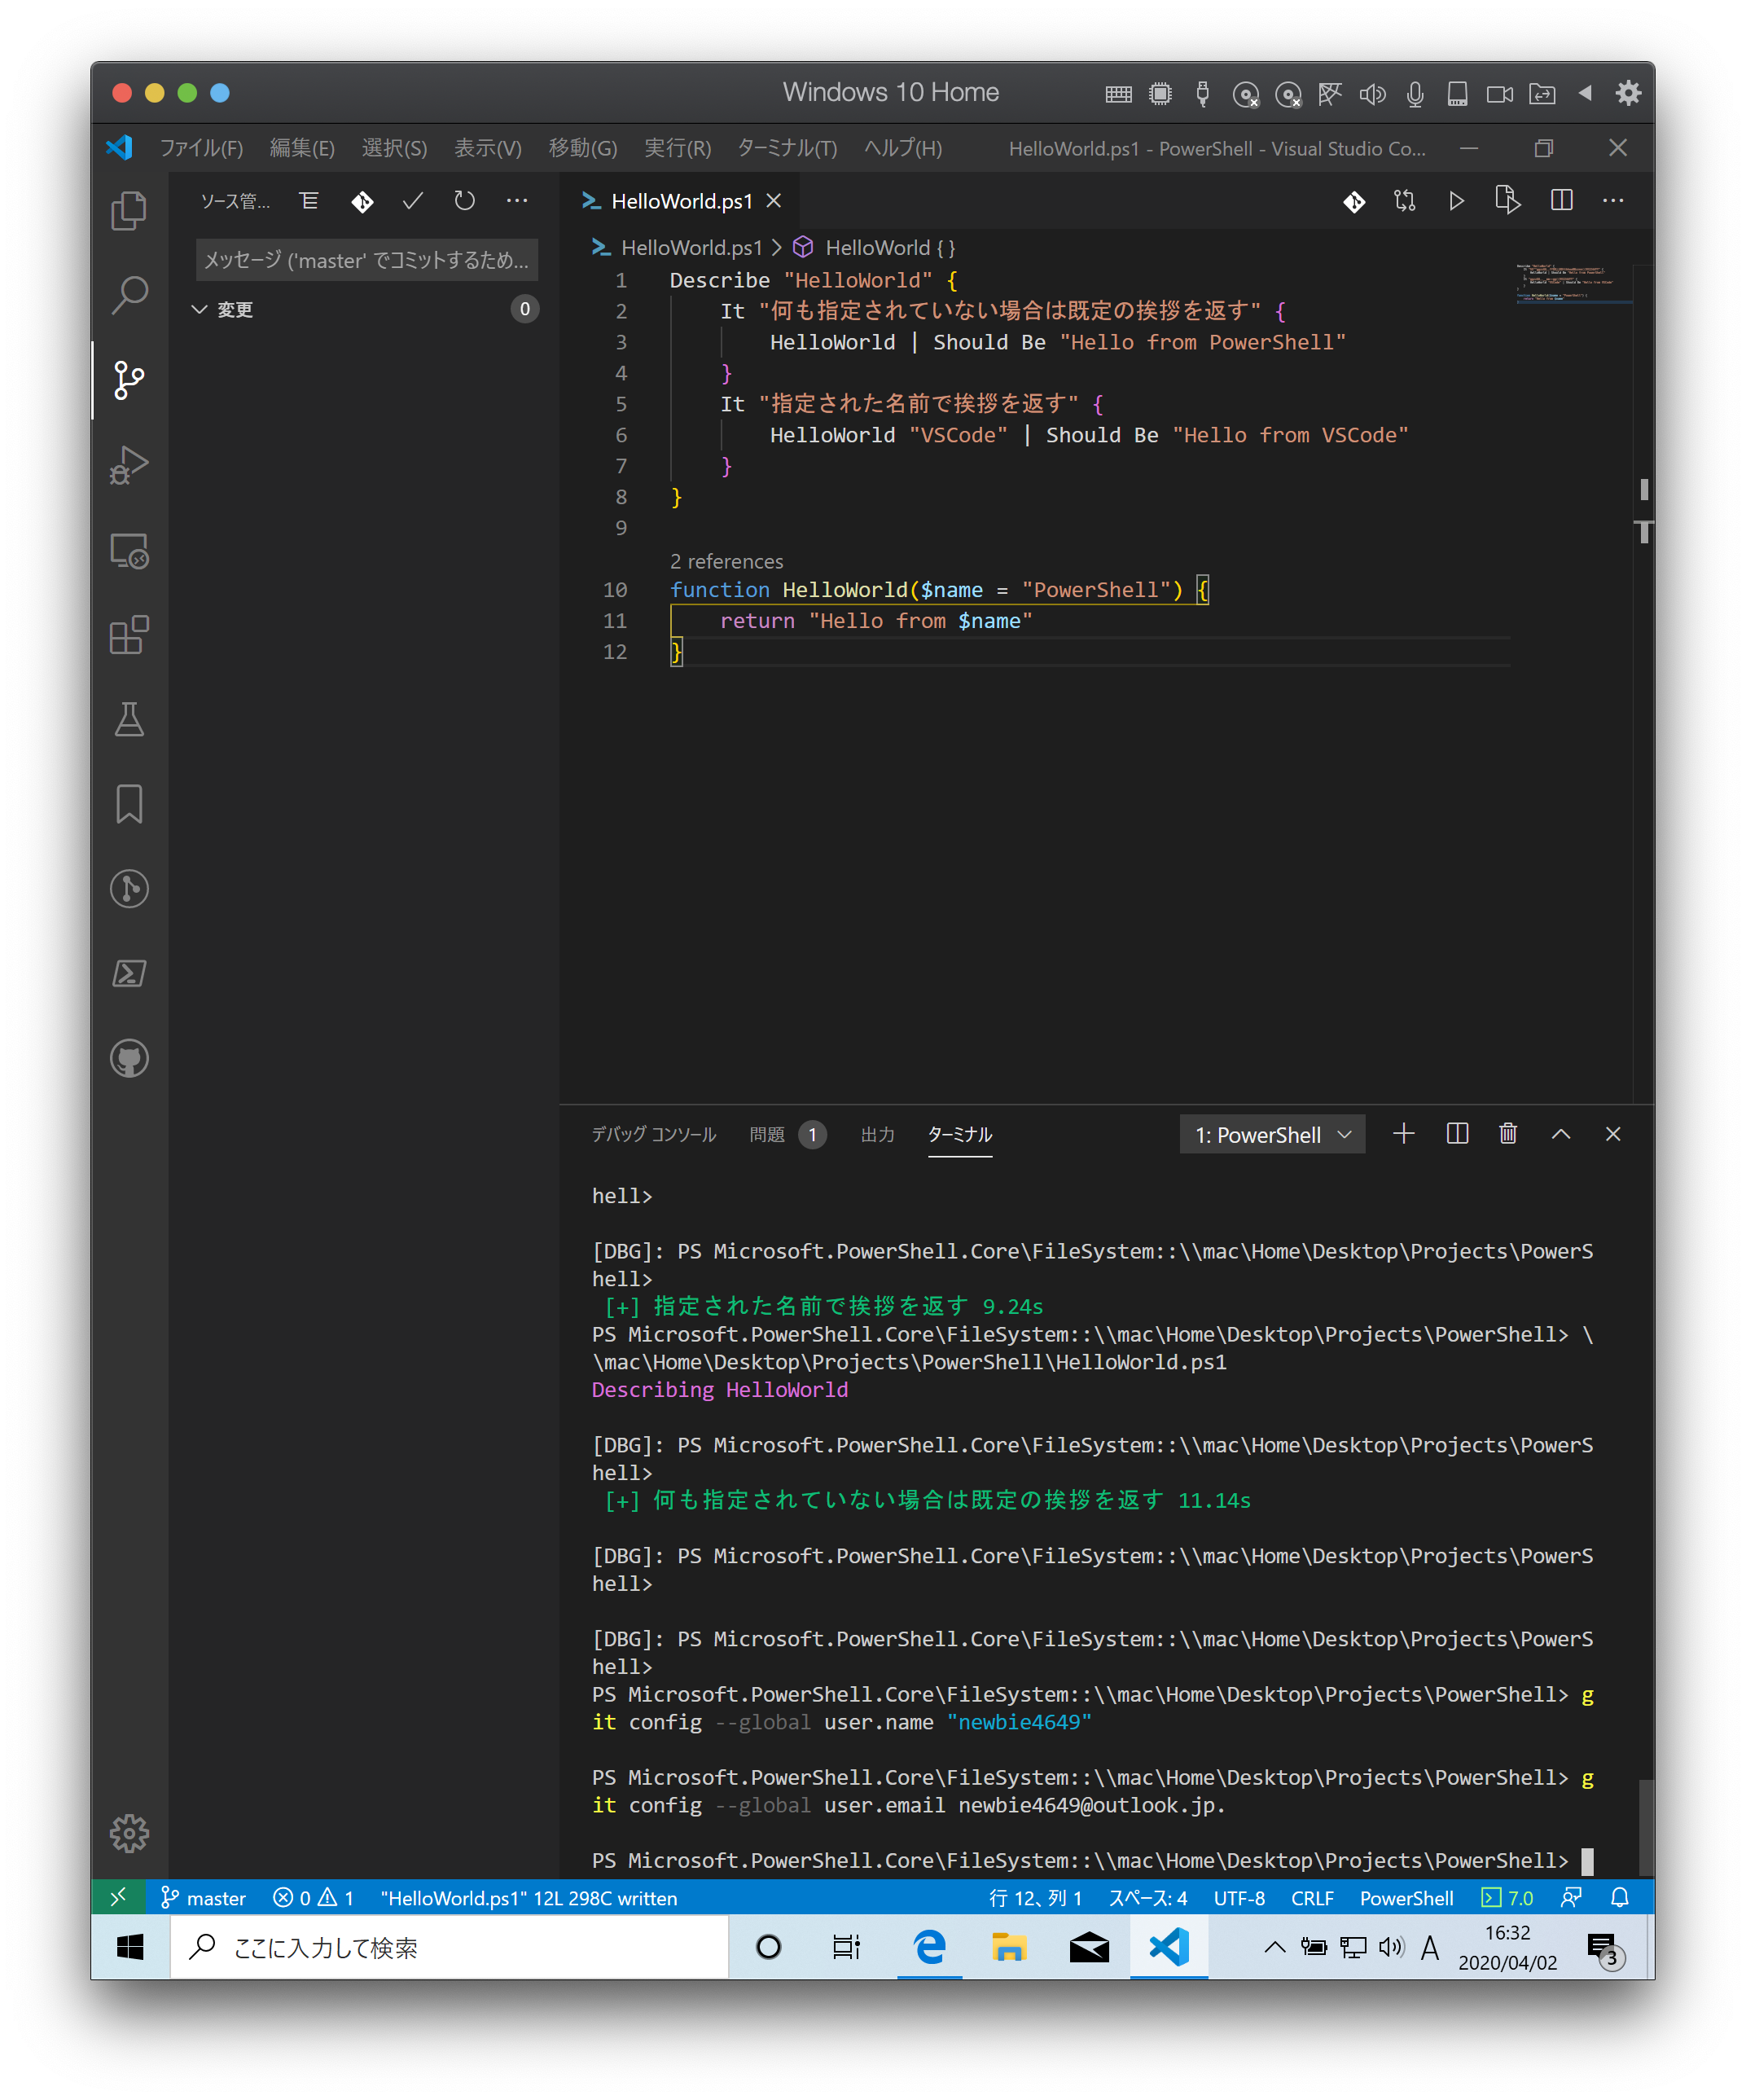 Windows 10 Home
ファイル(F) 編集(E) 選択(S) 表示(V) 移動(G) 実行(R) ターミナル(T) ヘルプ(H) HelloWorld.ps1 - PowerShell - Visual Studio Co...
ソース管...
メッセージ ('master' でコミットするため...
変更 0
HelloWorld.ps1
HelloWorld.ps1 > HelloWorld { }
1 Describe "HelloWorld" {
2 It "何も指定されていない場合は既定の挨拶を返す" {
3 HelloWorld | Should Be "Hello from PowerShell"
4 }
5 It "指定された名前で挨拶を返す" {
6 HelloWorld "VSCode" | Should Be "Hello from VSCode"
7 }
8 }
9
2 references
10 function HelloWorld($name = "PowerShell") {
11 return "Hello from $name"
12 }
デバッグ コンソール 問題 1 出力 ターミナル 1: PowerShell
hell>
[DBG]: PS Microsoft.PowerShell.Core\FileSystem::\\mac\Home\Desktop\Projects\PowerS
hell>
[+] 指定された名前で挨拶を返す 9.24s
PS Microsoft.PowerShell.Core\FileSystem::\\mac\Home\Desktop\Projects\PowerShell> \
\mac\Home\Desktop\Projects\PowerShell\HelloWorld.ps1
Describing HelloWorld
[DBG]: PS Microsoft.PowerShell.Core\FileSystem::\\mac\Home\Desktop\Projects\PowerS
hell>
[+] 何も指定されていない場合は既定の挨拶を返す 11.14s
[DBG]: PS Microsoft.PowerShell.Core\FileSystem::\\mac\Home\Desktop\Projects\PowerS
hell>
[DBG]: PS Microsoft.PowerShell.Core\FileSystem::\\mac\Home\Desktop\Projects\PowerS
hell>
PS Microsoft.PowerShell.Core\FileSystem::\\mac\Home\Desktop\Projects\PowerShell> g
it config --global user.name "newbie4649"
PS Microsoft.PowerShell.Core\FileSystem::\\mac\Home\Desktop\Projects\PowerShell> g
it config --global user.email newbie4649@outlook.jp.
PS Microsoft.PowerShell.Core\FileSystem::\\mac\Home\Desktop\Projects\PowerShell>
master 0 1 "HelloWorld.ps1" 12L 298C written 行 12、列 1 スペース: 4 UTF-8 CRLF PowerShell 7.0
ここに入力して検索
A
16:32
2020/04/02
3